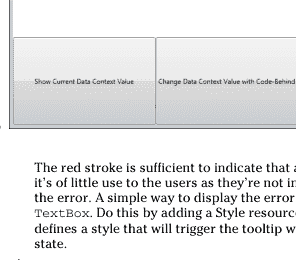 Show Current Data Context Value
Change Data Context Value with Code-Behind
The red stroke is sufficient to indicate that a
it's of little use to the users as they're not in
the error. A simple way to display the error
TextBox. Do this by adding a Style resourc
defines a style that will trigger the tooltip w
state.